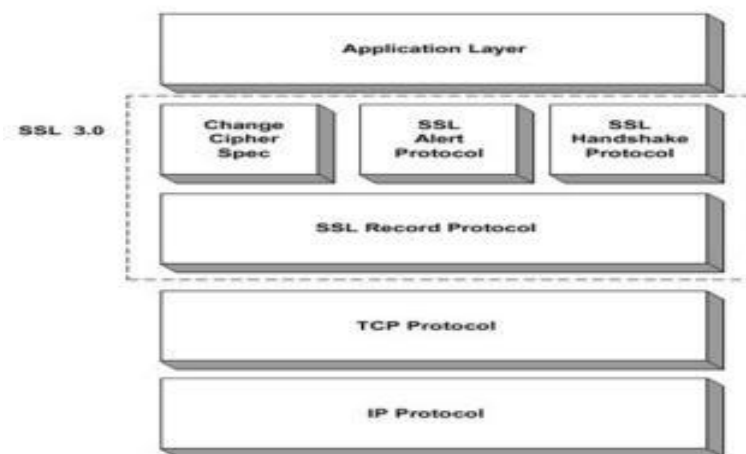 Application Layer
SSL 3.0
Change
Cipher
Spec
SSL
Alert
Protocol
SSL
Handshake
Protocol
SSL Record Protocol
TCP Protocol
IP Protocol